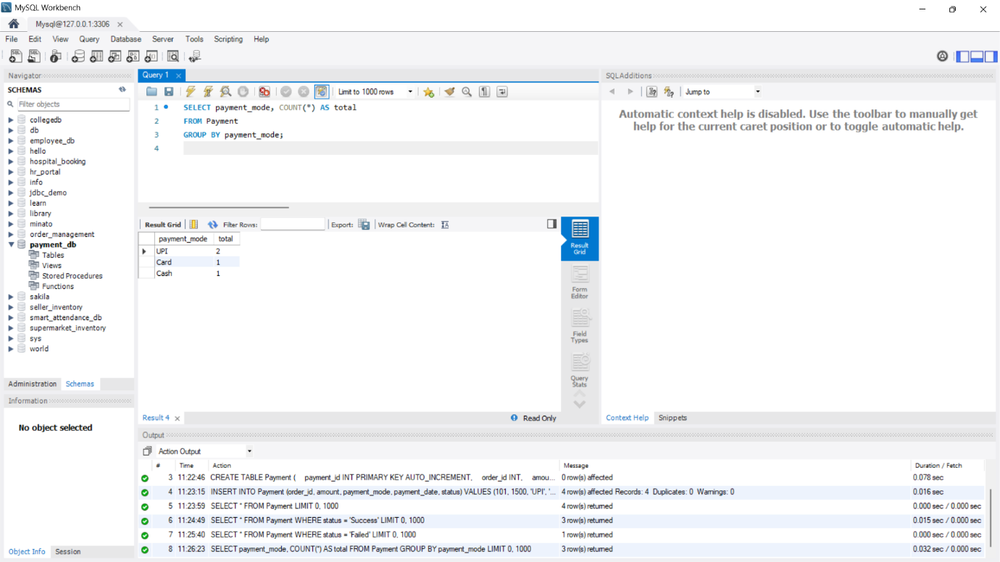 MySQL Workbench
Mysql@127.0.0.1:3306
File Edit View Query Database Server Tools Scripting Help
Navigator
SCHEMAS
Filter objects
collegedb
db
employee_db
hello
hospital_booking
hr_portal
info
jdbc_demo
learn
library
minato
order_management
payment_db
Tables
Views
Stored Procedures
Functions
sakila
seller_inventory
smart_attendance_db
supermarket_inventory
sys
world
Administration Schemas
Information
No object selected
Object Info Session
Query 1
Limit to 1000 rows
1 SELECT payment_mode, COUNT(*) AS total
2 FROM Payment
3 GROUP BY payment_mode;
4
Result Grid Filter Rows: Export: Wrap Cell Content:
payment_mode total
UPI 2
Card 1
Cash 1
Result Grid
Form Editor
Field Types
Query Stats
Result 4 Read Only
SQLAdditions
Jump to
Automatic context help is disabled. Use the toolbar to manually get
help for the current caret position or to toggle automatic help.
Context Help Snippets
Output
Action Output
# Time Action Message Duration / Fetch
3 11:22:46 CREATE TABLE Payment ( payment_id INT PRIMARY KEY AUTO_INCREMENT, order_id INT, amou... 0 row(s) affected 0.078 sec
4 11:23:15 INSERT INTO Payment (order_id, amount, payment_mode, payment_date, status) VALUES (101, 1500, 'UPI', '... 4 row(s) affected Records: 4 Duplicates: 0 Warnings: 0 0.016 sec
5 11:23:59 SELECT * FROM Payment LIMIT 0, 1000 4 row(s) returned 0.000 sec / 0.000 sec
6 11:24:49 SELECT * FROM Payment WHERE status = 'Success' LIMIT 0, 1000 3 row(s) returned 0.015 sec / 0.000 sec
7 11:25:40 SELECT * FROM Payment WHERE status = 'Failed' LIMIT 0, 1000 1 row(s) returned 0.000 sec / 0.000 sec
8 11:26:23 SELECT payment_mode, COUNT(*) AS total FROM Payment GROUP BY payment_mode LIMIT 0, 1000 3 row(s) returned 0.032 sec / 0.000 sec